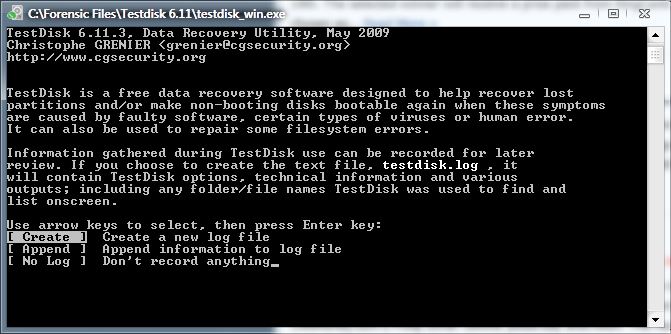 C:\Forensic Files\Testdisk 6.11\testdisk_win.exe
TestDisk 6.11.3, Data Recovery Utility, May 2009
Christophe GRENIER <grenier@cgsecurity.org>
http://www.cgsecurity.org
TestDisk is a free data recovery software designed to help recover lost
partitions and/or make non-booting disks bootable again when these symptoms
are caused by faulty software, certain types of viruses or human error.
It can also be used to repair some filesystem errors.
Information gathered during TestDisk use can be recorded for later
review. If you choose to create the text file, testdisk.log , it
will contain TestDisk options, technical information and various
outputs; including any folder/file names TestDisk was used to find and
list onscreen.
Use arrow keys to select, then press Enter key:
[ Create ]  Create a new log file
[ Append ]  Append information to log file
[ No Log ]  Don't record anything_